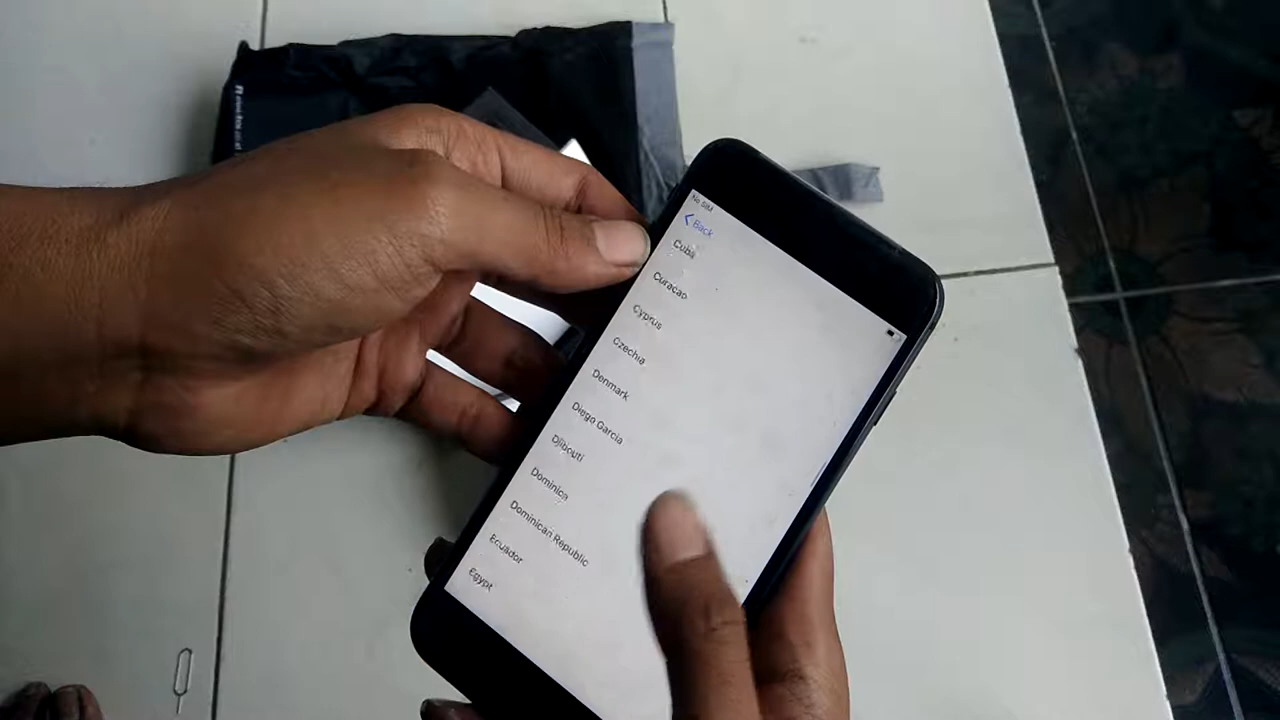 No SIM
Back
Cuba
Curaçao
Cyprus
Czechia
Denmark
Diego Garcia
Djibouti
Dominica
Dominican Republic
Ecuador
Egypt